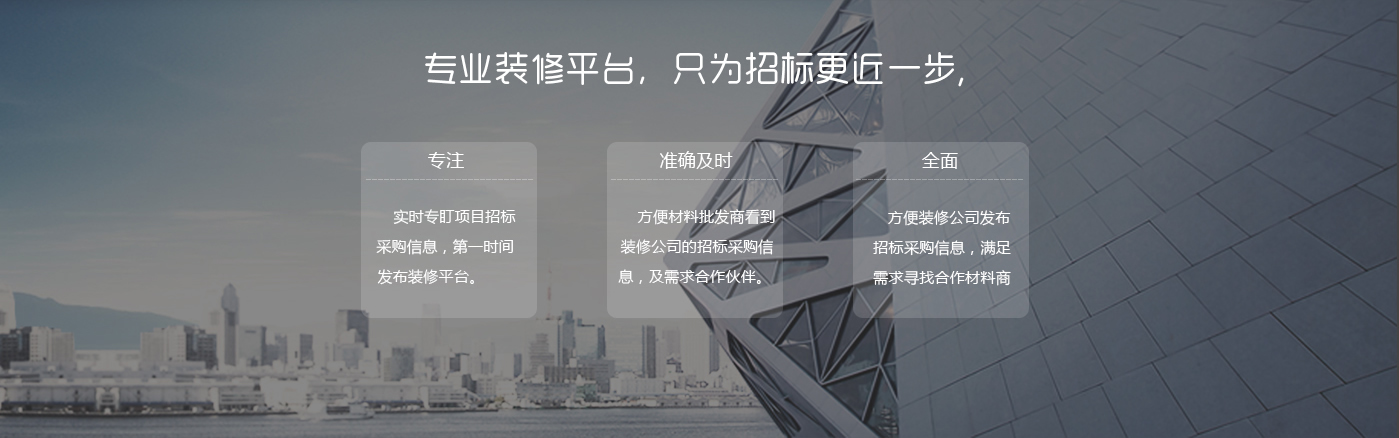 专业装修平台，只为招标更近一步，
专注
实时专盯项目招标
采购信息，第一时间
发布装修平台。
准确及时
方便材料批发商看到
装修公司的招标采购信
息，及需求合作伙伴。
全面
方便装修公司发布
招标采购信息，满足
需求寻找合作材料商